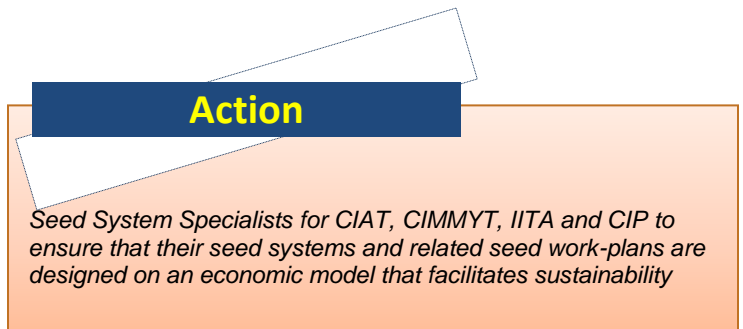 Action
Seed System Specialists for CIAT, CIMMYT, IITA and CIP to
ensure that their seed systems and related seed work-plans are
designed on an economic model that facilitates sustainability